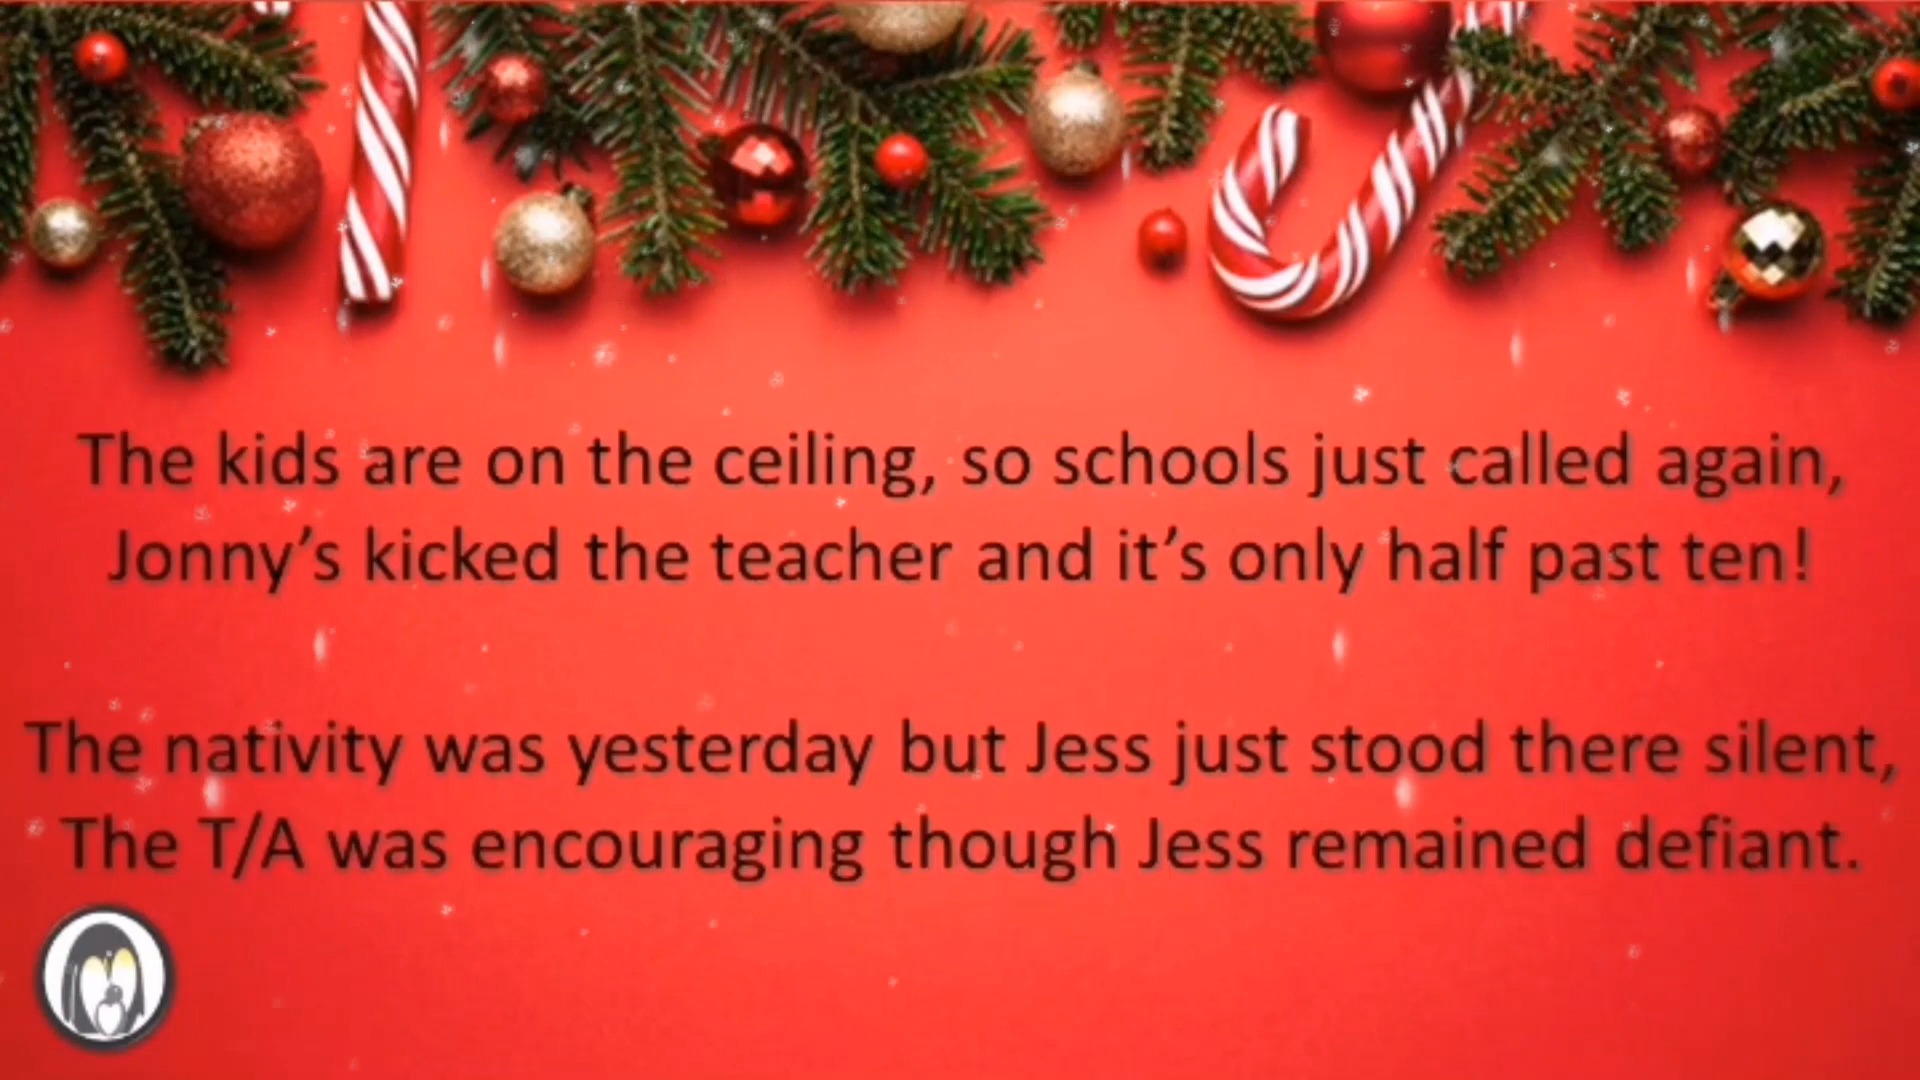 The kids are on the ceiling, so schools just called again,
Jonny’s kicked the teacher and it’s only half past ten!
The nativity was yesterday but Jess just stood there silent,
The T/A was encouraging though Jess remained defiant.